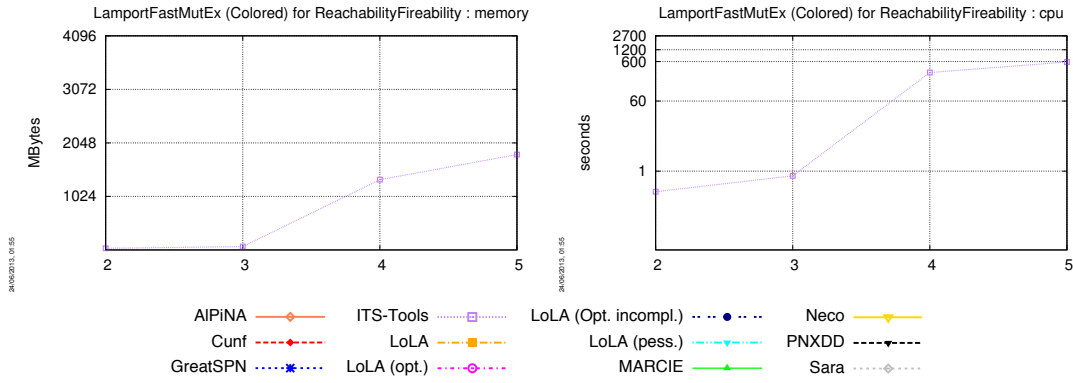 LamportFastMutEx (Colored) for ReachabilityFireability : memory
4096
3072
2048
1024
MBytes
2 3 4 5
24/06/2013, 01:55
LamportFastMutEx (Colored) for ReachabilityFireability : cpu
2700
1200
600
60
1
seconds
2 3 4 5
24/06/2013, 01:55
AlPiNA ITS-Tools LoLA (Opt. incompl.) Neco
Cunf LoLA LoLA (pess.) PNXDD
GreatSPN LoLA (opt.) MARCIE Sara